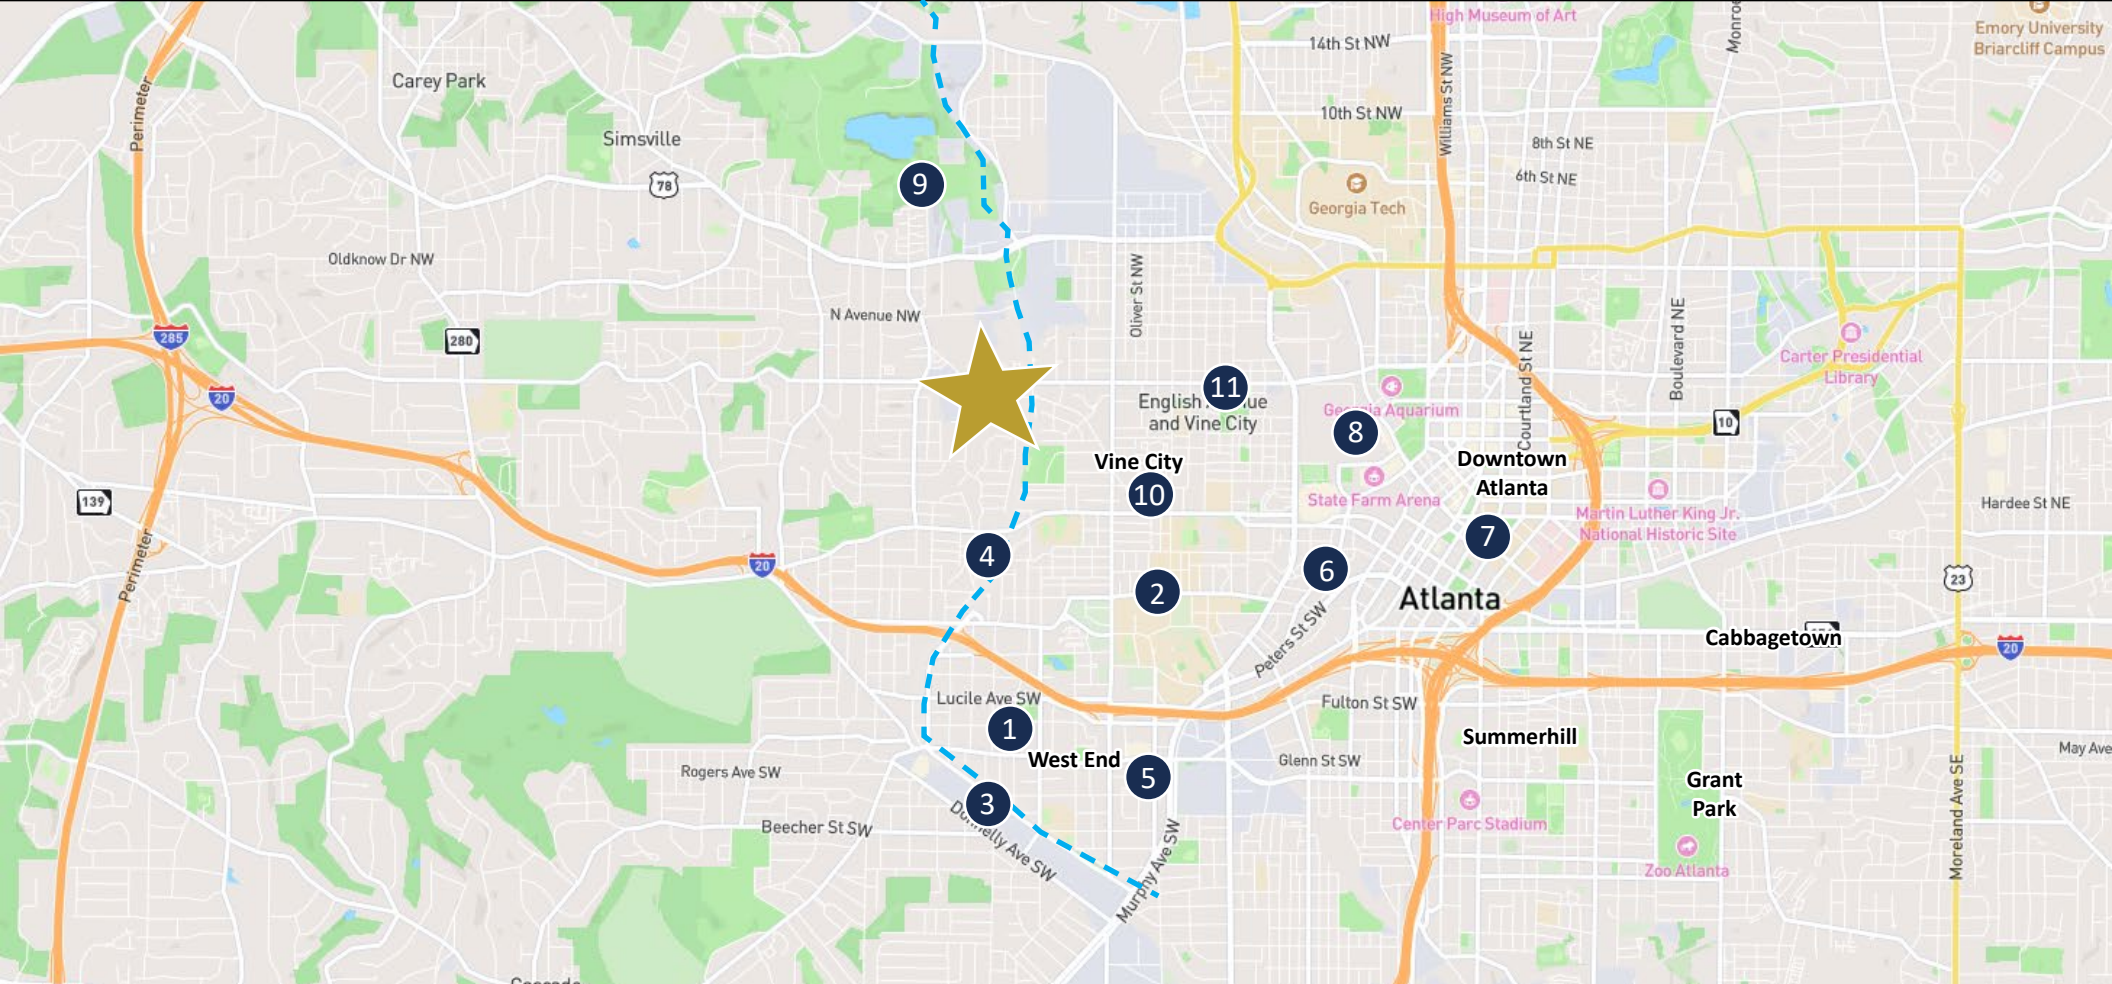 High Museum of Art
Monroe
Emory University
Briarcliff Campus
14th St NW
Carey Park
Perimeter
Williams St NW
10th St NW
Simsville
8th St NE
78
9
6th St NE
Georgia Tech
Oldknow Dr NW
Oliver St NW
N Avenue NW
285
280
Courtland St NE
Boulevard NE
Carter Presidential
Library
20
11
English
and Vine City
Georgia Aquarium
8
10
Vine City
10
Downtown
Atlanta
State Farm Arena
139
Martin Luther King Jr.
National Historic Site
Hardee St NE
7
4
20
6
2
23
Perimeter
Atlanta
Peters St SW
Cabbagetown
20
Lucile Ave SW
Fulton St SW
1
West End
Summerhill
May Ave
Rogers Ave SW
5
Glenn St SW
Grant
Park
3
Donnelly Ave SW
Beecher St SW
Center Parc Stadium
Moreland Ave SE
Murphy Ave SW
Zoo Atlanta